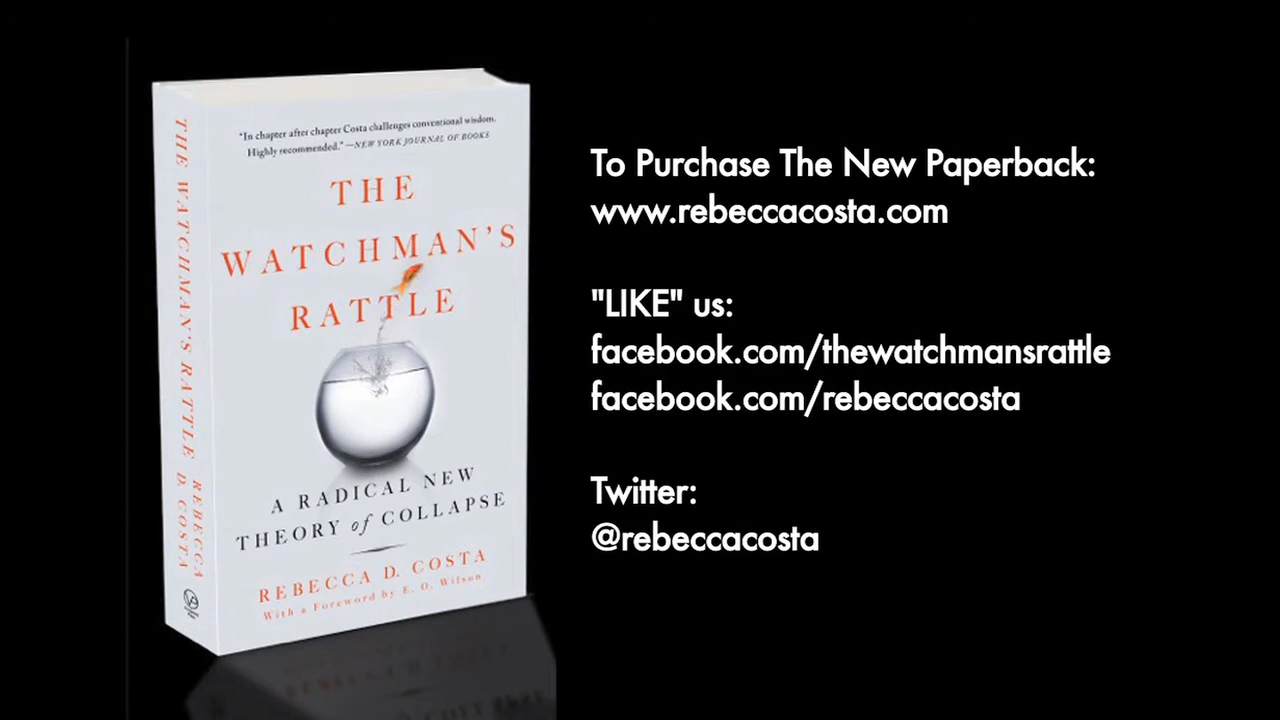 "In chapter after chapter Costa challenges conventional wisdom.
Highly recommended." —NEW YORK JOURNAL OF BOOKS
THE
WATCHMAN'S
RATTLE
A RADICAL NEW
THEORY of COLLAPSE
REBECCA D. COSTA
With a Foreword by E. O. Wilson
THE WATCHMAN'S RATTLE
REBECCA
D. COSTA
To Purchase The New Paperback:
www.rebeccacosta.com
"LIKE" us:
facebook.com/thewatchmansrattle
facebook.com/rebeccacosta
Twitter:
@rebeccacosta